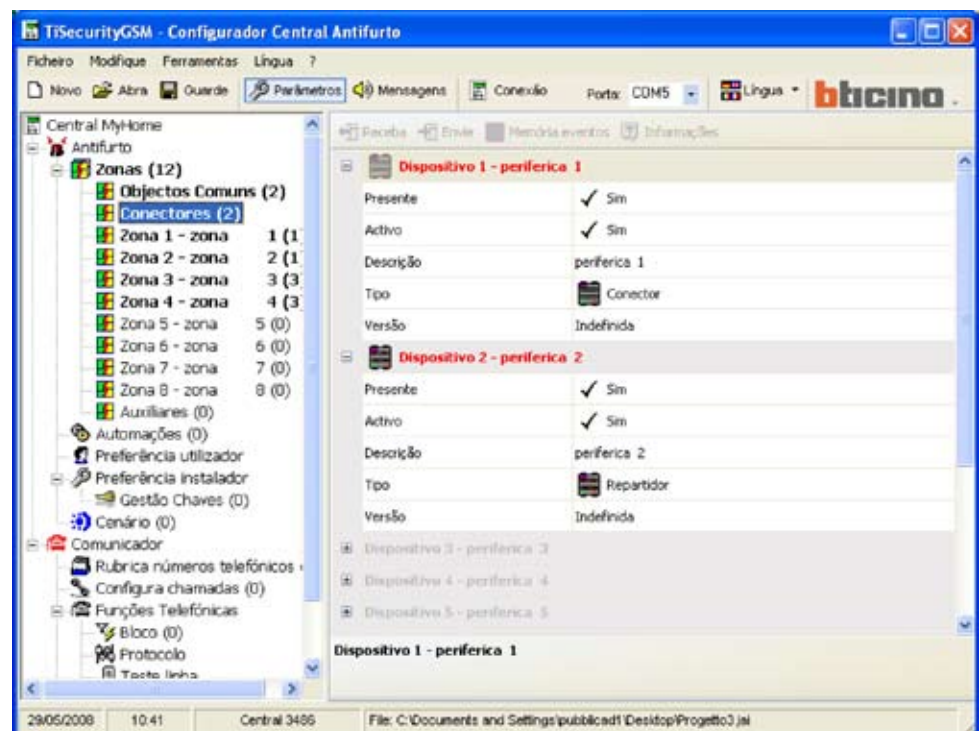 TiSecurityGSM - Configurador Central Antifurto
Ficheiro Modifique Ferramentas Língua ?
Novo Abra Guarde Parâmetros Mensagens Conexão Porta: COM5 Língua bticino
Central MyHome
Antifurto
Zonas (12)
Objectos Comuns (2)
Conectores (2)
Zona 1 - zona 1 (1
Zona 2 - zona 2 (1
Zona 3 - zona 3 (3
Zona 4 - zona 4 (3
Zona 5 - zona 5 (0)
Zona 6 - zona 6 (0)
Zona 7 - zona 7 (0)
Zona 8 - zona 8 (0)
Auxiliares (0)
Automações (0)
Preferência utilizador
Preferência instalador
Gestão Chaves (0)
Cenário (0)
Comunicador
Rubrica números telefónicos
Configura chamadas (0)
Funções Telefónicas
Bloco (0)
Protocolo
Teste linha
Receba Envie Memória eventos Informações
Dispositivo 1 - periferica 1
Presente Sim
Activo Sim
Descrição periferica 1
Tipo Conector
Versão Indefinida
Dispositivo 2 - periferica 2
Presente Sim
Activo Sim
Descrição periferica 2
Tipo Repartidor
Versão Indefinida
Dispositivo 3 - periferica 3
Dispositivo 4 - periferica 4
Dispositivo 5 - periferica 5
Dispositivo 1 - periferica 1
29/05/2008 10:41 Central 3486 File: C:\Documents and Settings\pubblicad1\Desktop\Progetto3.jai